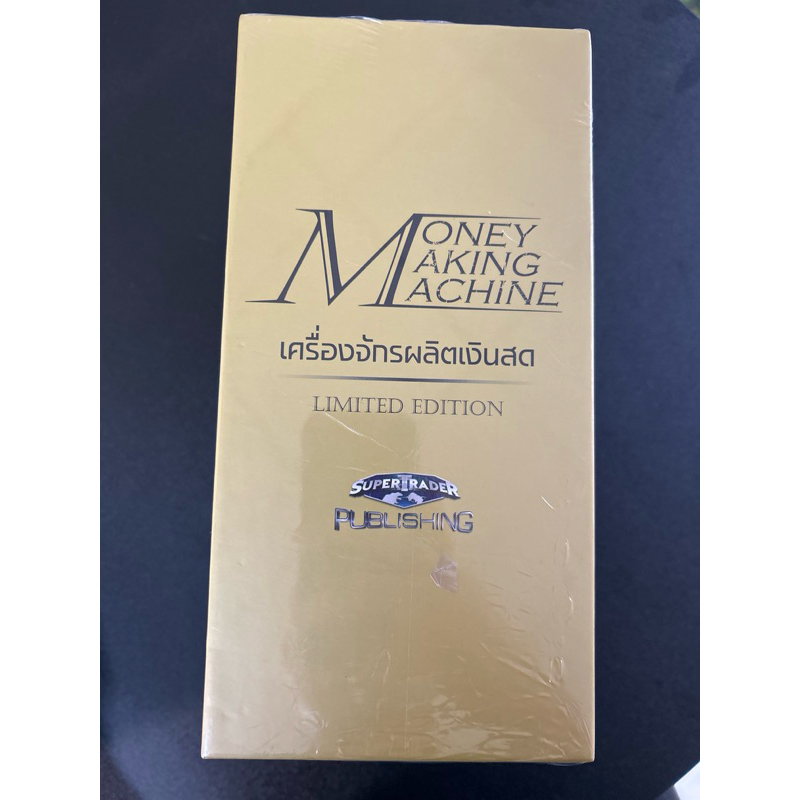 MONEY
MAKING
MACHINE
เครื่องจักรผลิตเงินสด
LIMITED EDITION
SUPERTRADER
PUBLISHING